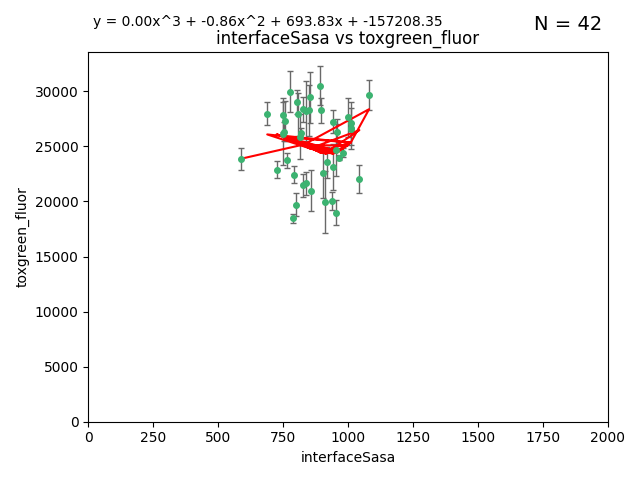 y = 0.00x^3 + -0.86x^2 + 693.83x + -157208.35
N = 42
interfaceSasa vs toxgreen_fluor
toxgreen_fluor
30000
25000
20000
15000
10000
5000
0
0 250 500 750 1000 1250 1500 1750 2000
interfaceSasa